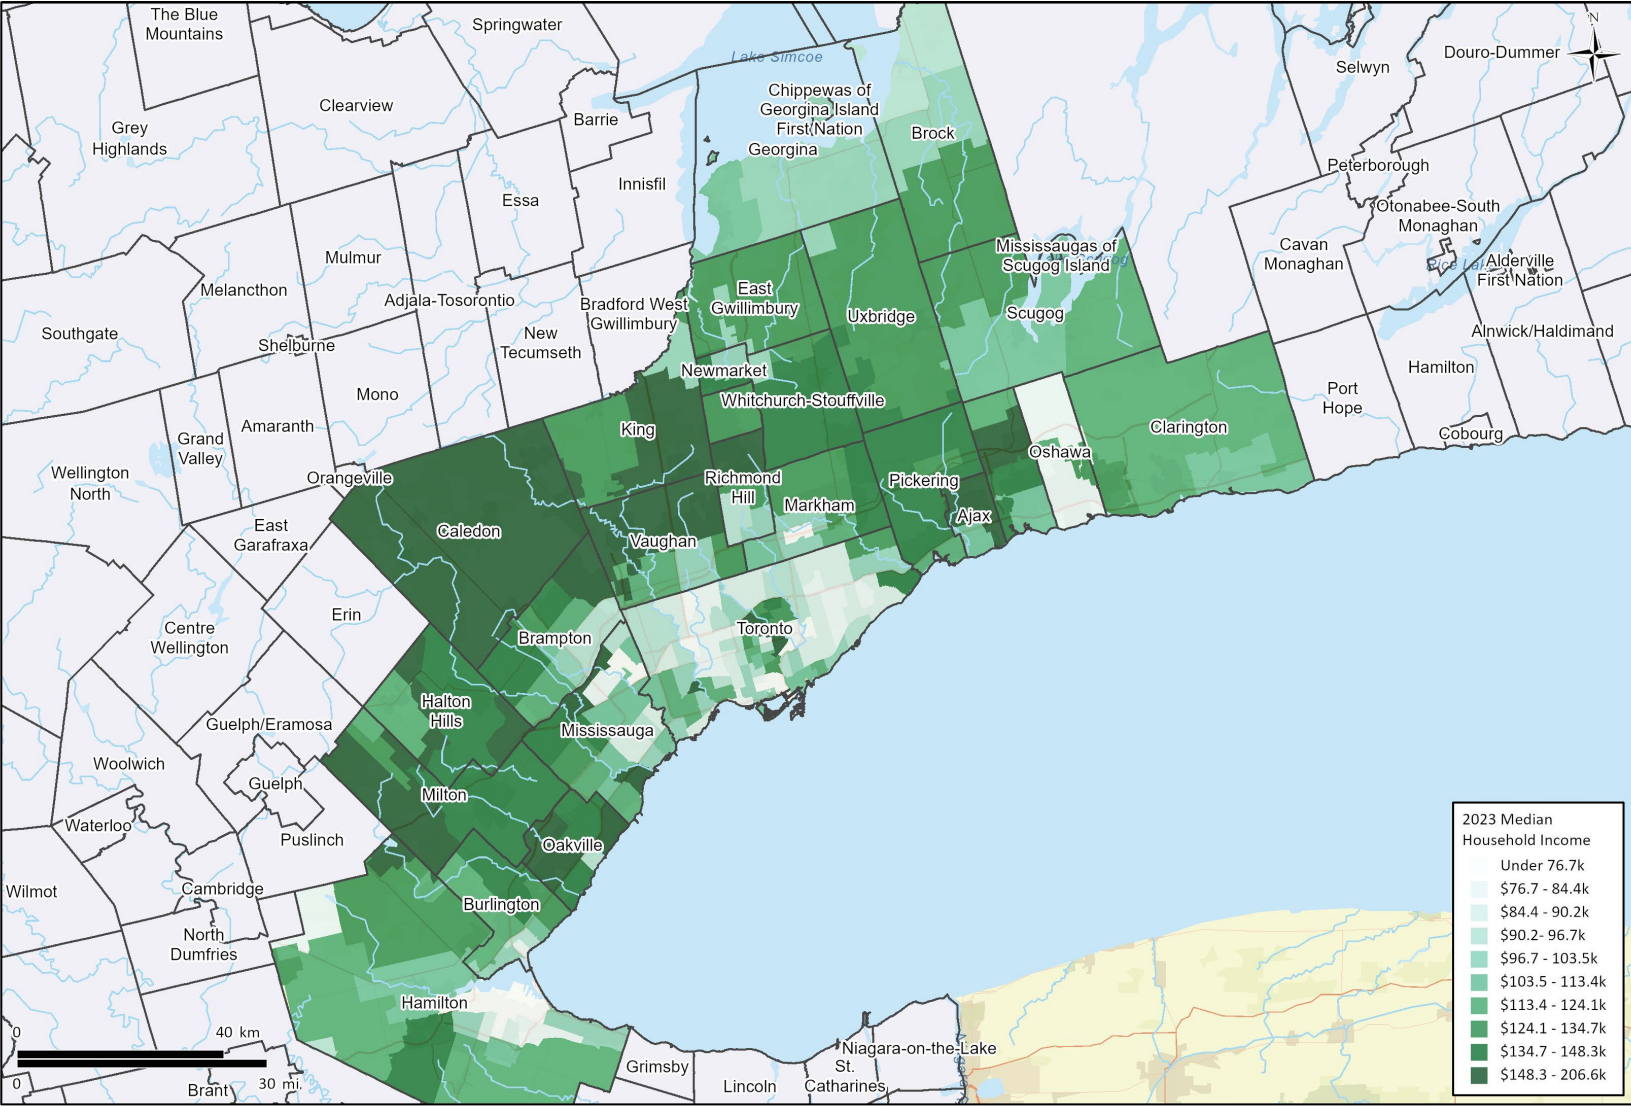 The Blue
Mountains
Springwater
N
Douro-Dummer
Lake Simcoe
Selwyn
Clearview
Chippewas of
Georgina Island
First Nation
Georgina
Barrie
Brock
Grey
Highlands
Peterborough
Innisfil
Essa
Otonabee-South
Monaghan
Mulmur
Mississaugas of
Scugog Island
Cavan
Monaghan
Alderville
First Nation
Melancthon
Adjala-Tosorontio
Bradford West
Gwillimbury
East
Gwillimbury
Uxbridge
Scugog
Southgate
Shelburne
New
Tecumseth
Alnwick/Haldimand
Newmarket
Hamilton
Mono
Whitchurch-Stouffville
Port
Hope
Amaranth
King
Clarington
Cobourg
Grand
Valley
Oshawa
Wellington
North
Orangeville
Richmond
Hill
Pickering
Markham
Ajax
East
Garafraxa
Caledon
Vaughan
Erin
Centre
Wellington
Brampton
Toronto
Halton
Hills
Guelph/Eramosa
Mississauga
Woolwich
Guelph
Milton
Waterloo
Puslinch
Oakville
Wilmot
Cambridge
Burlington
North
Dumfries
Hamilton
0
40 km
0
30 mi.
Brant
Grimsby
Lincoln
St.
Catharines
Niagara-on-the-Lake
2023 Median
Household Income
Under 76.7k
$76.7 - 84.4k
$84.4 - 90.2k
$90.2- 96.7k
$96.7 - 103.5k
$103.5 - 113.4k
$113.4 - 124.1k
$124.1 - 134.7k
$134.7 - 148.3k
$148.3 - 206.6k